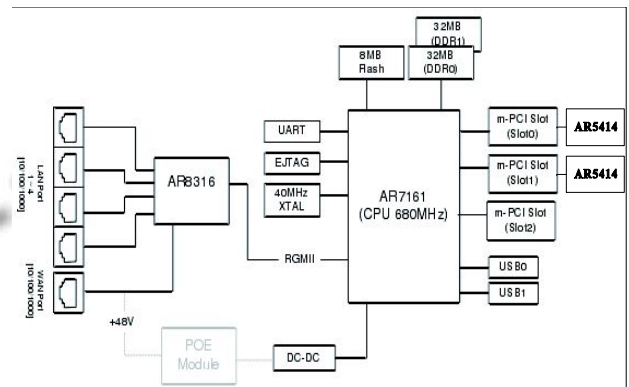 32MB
(DDR1)
8MB
Flash
32MB
(DDR0)
UART
EJTAG
40MHz
XTAL
AR8316
AR7161
(CPU 680MHz)
m-PCI Slot
(Slot0)
AR5414
m-PCI Slot
(Slot1)
AR5414
m-PCI Slot
(Slot2)
USB0
USB1
RGMII
LAN Port
1 ~ 4
[10:100:1000]
WAN Port
[10:100:1000]
+48V
POE
Module
DC-DC